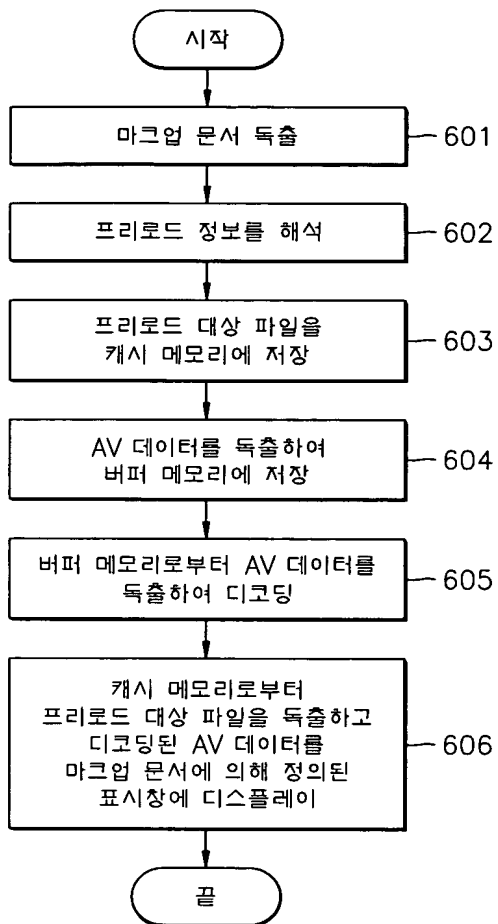 시작
마크업 문서 독출
601
프리로드 정보를 해석
602
프리로드 대상 파일을
캐시 메모리에 저장
603
AV 데이터를 독출하여
버퍼 메모리에 저장
604
버퍼 메모리로부터 AV 데이터를
독출하여 디코딩
605
캐시 메모리로부터
프리로드 대상 파일을 독출하고
디코딩된 AV 데이터를
마크업 문서에 의해 정의된
표시창에 디스플레이
606
끝